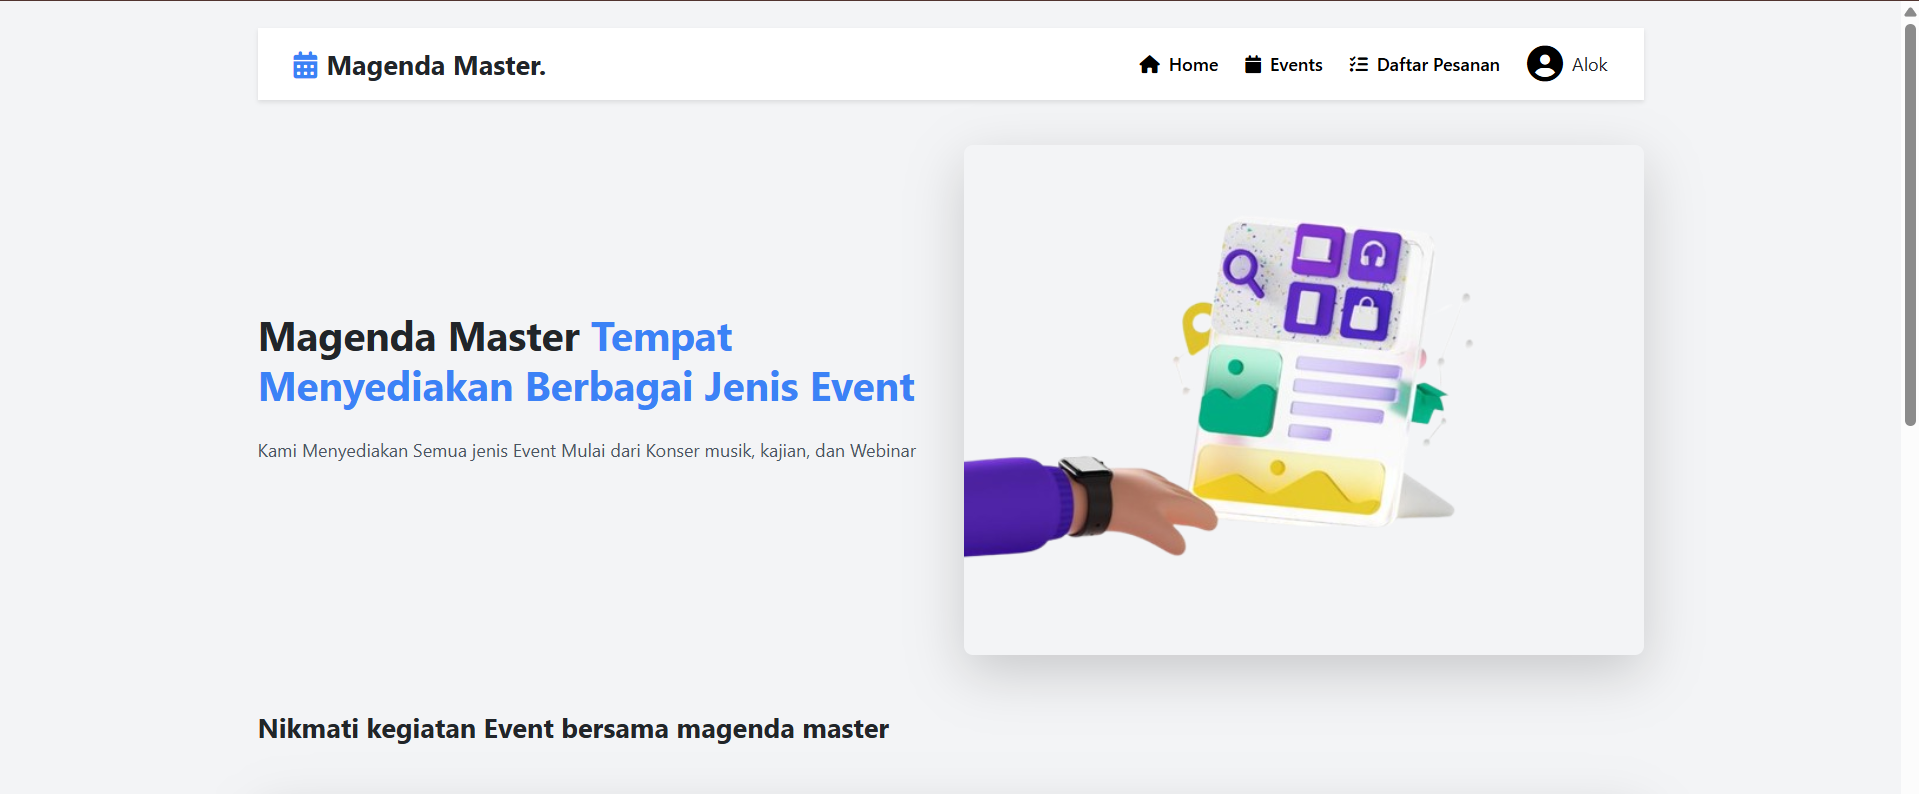 Magenda Master.
Home
Events
Daftar Pesanan
Alok
Magenda Master Tempat
Menyediakan Berbagai Jenis Event
Kami Menyediakan Semua jenis Event Mulai dari Konser musik, kajian, dan Webinar
Nikmati kegiatan Event bersama magenda master